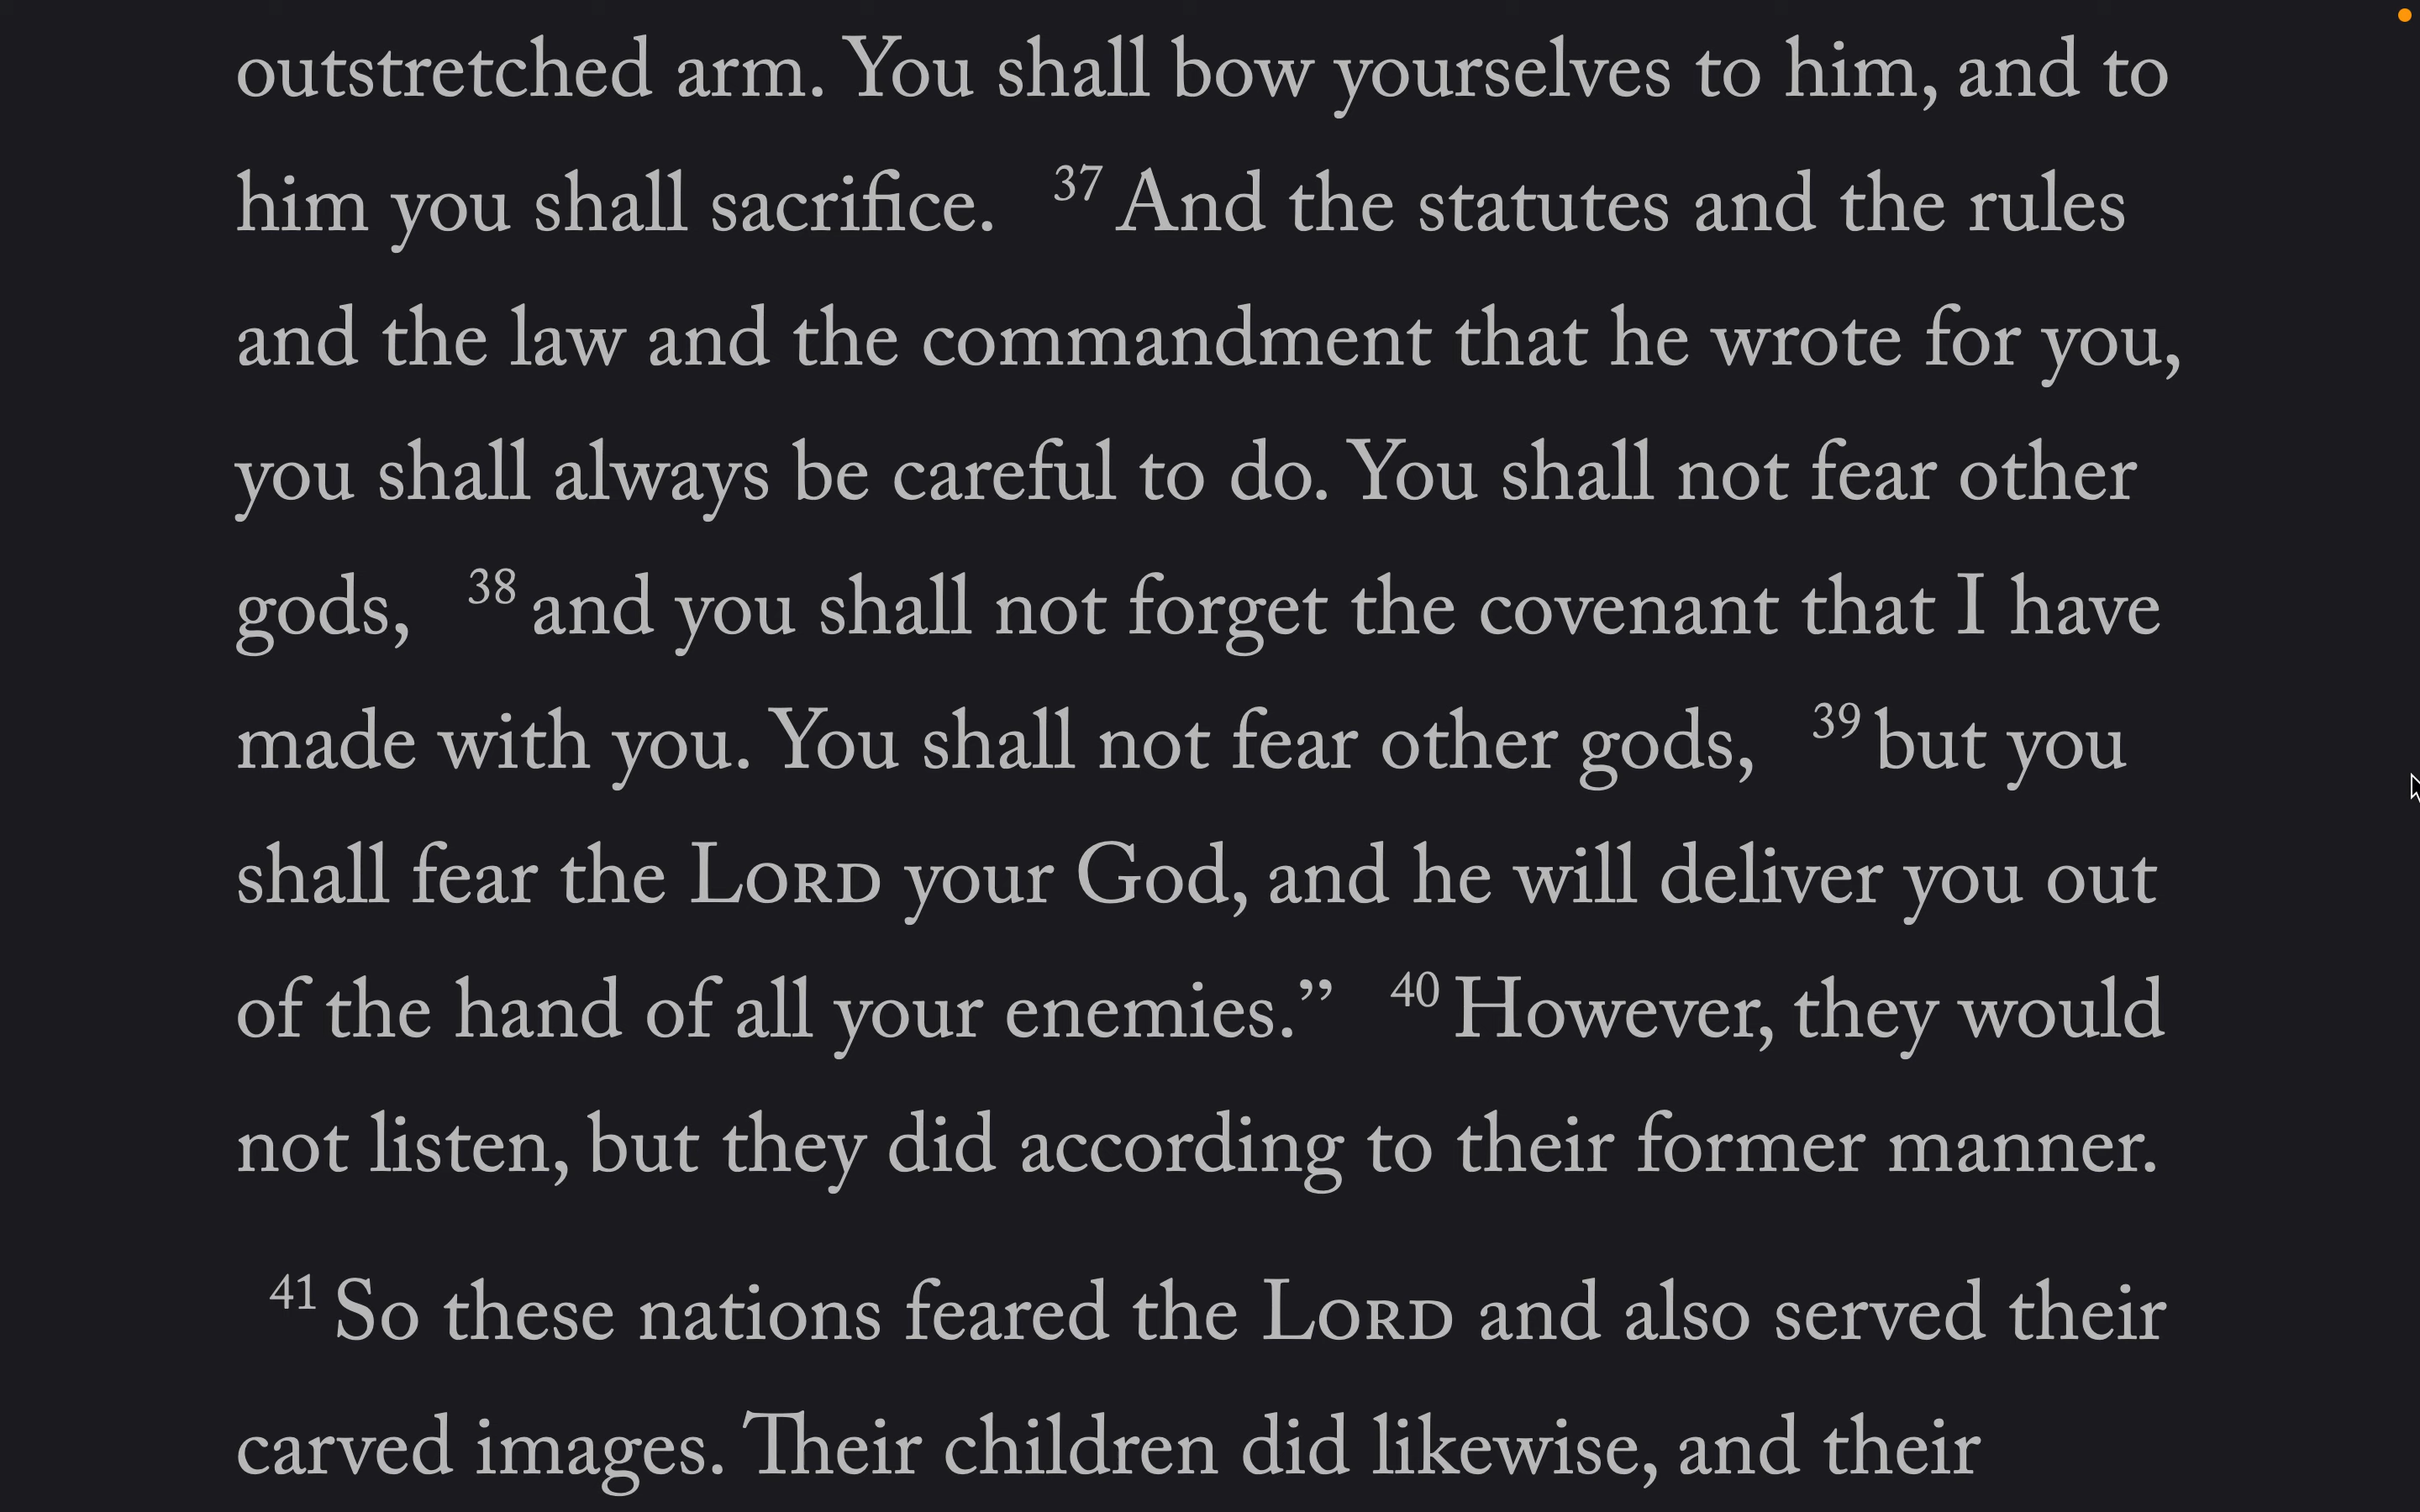 outstretched arm. You shall bow yourselves to him, and to
him you shall sacrifice. 37 And the statutes and the rules
and the law and the commandment that he wrote for you,
you shall always be careful to do. You shall not fear other
gods, 38 and you shall not forget the covenant that I have
made with you. You shall not fear other gods, 39 but you
shall fear the LORD your God, and he will deliver you out
of the hand of all your enemies.” 40 However, they would
not listen, but they did according to their former manner.
41 So these nations feared the LORD and also served their
carved images. Their children did likewise, and their